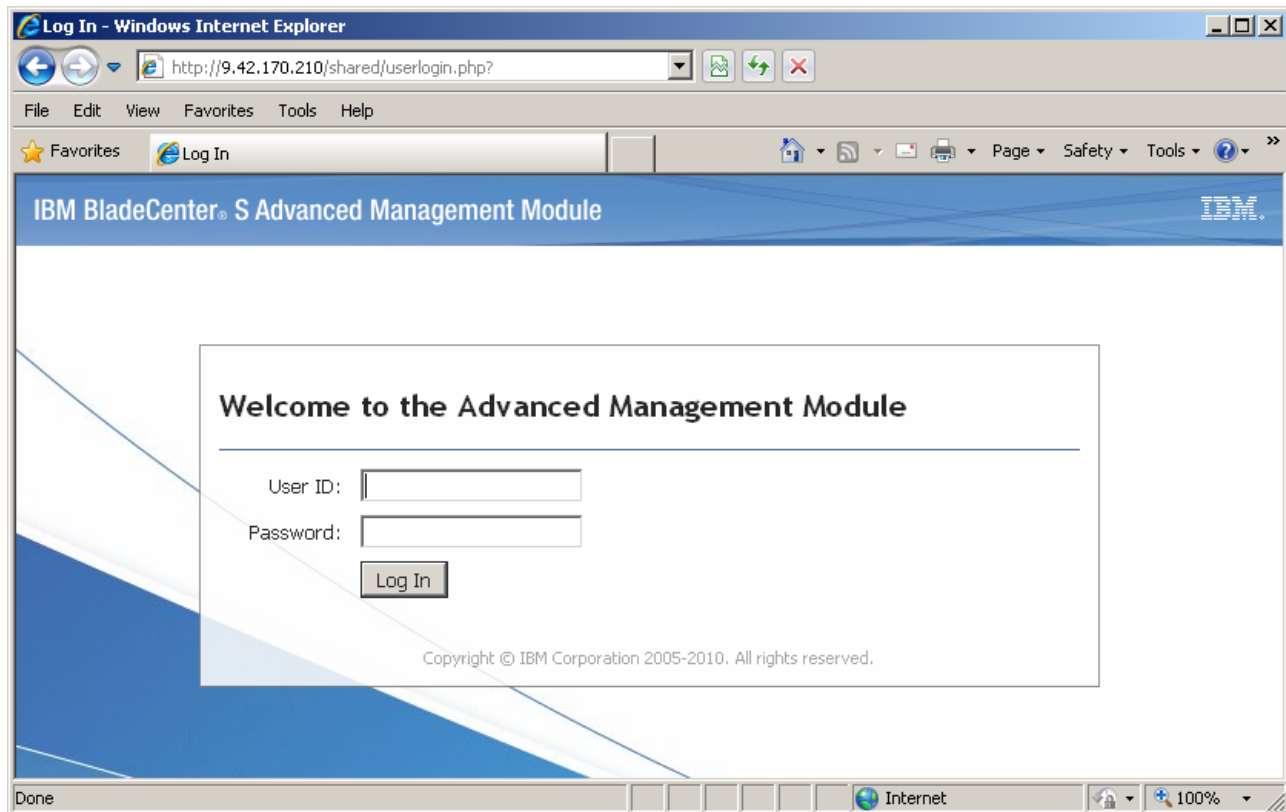 Log In - Windows Internet Explorer
http://9.42.170.210/shared/userlogin.php?
File Edit View Favorites Tools Help
Favorites Log In Page Safety Tools »
IBM BladeCenter® S Advanced Management Module IBM.
Welcome to the Advanced Management Module
User ID:
Password:
Log In
Copyright © IBM Corporation 2005-2010. All rights reserved.
Done Internet 100%